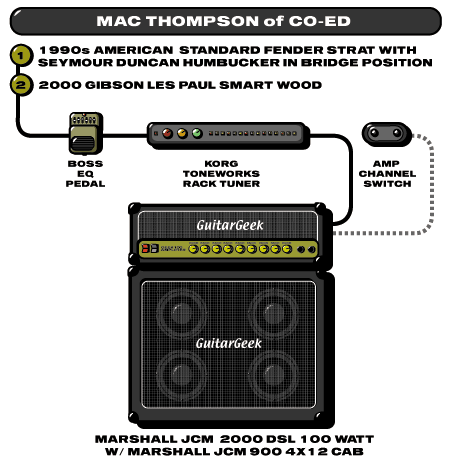 MAC THOMPSON of CO-ED
1 1990s AMERICAN STANDARD FENDER STRAT WITH
SEYMOUR DUNCAN HUMBUCKER IN BRIDGE POSITION
2 2000 GIBSON LES PAUL SMART WOOD
BOSS
EQ
PEDAL
KORG
TONEWORKS
RACK TUNER
AMP
CHANNEL
SWITCH
GuitarGeek
GuitarGeek
MARSHALL JCM 2000 DSL 100 WATT
W/ MARSHALL JCM 900 4X12 CAB